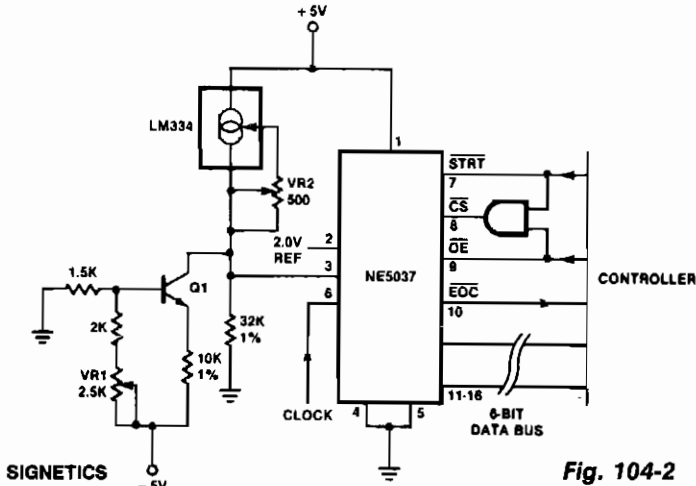 + 5V
LM334
VR2
500
1
STRT
7
CS
8
OE
9
EOC
10
2.0V
REF
2
3
6
NE5037
CONTROLLER
1.5K
Q1
2K
32K
1%
10K
1%
VR1
2.5K
CLOCK
4
5
11-16
6-BIT
DATA BUS
SIGNETICS
– 5V
Fig. 104-2